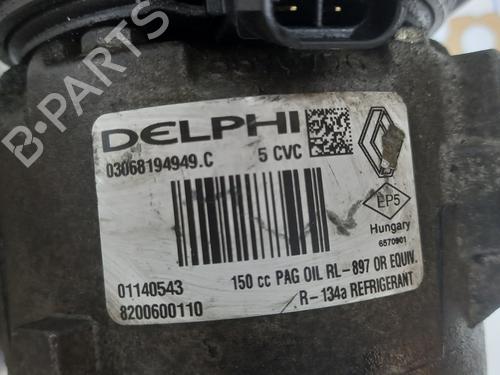 DELPHI
03068194949.C 5 CVC
EP5
Hungary
6570901
01140543
8200600110
150 cc PAG OIL RL-897 OR EQUIV.
R-134a REFRIGERANT
B-PARTS